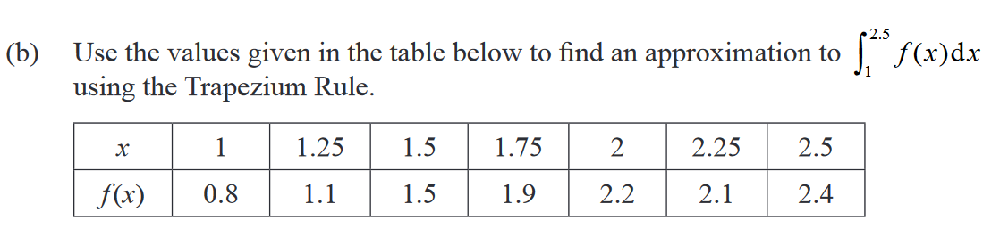 (b) Use the values given in the table below to find an approximation to ∫₁^2.5 f(x)dx
using the Trapezium Rule.
x 1 1.25 1.5 1.75 2 2.25 2.5
f(x) 0.8 1.1 1.5 1.9 2.2 2.1 2.4